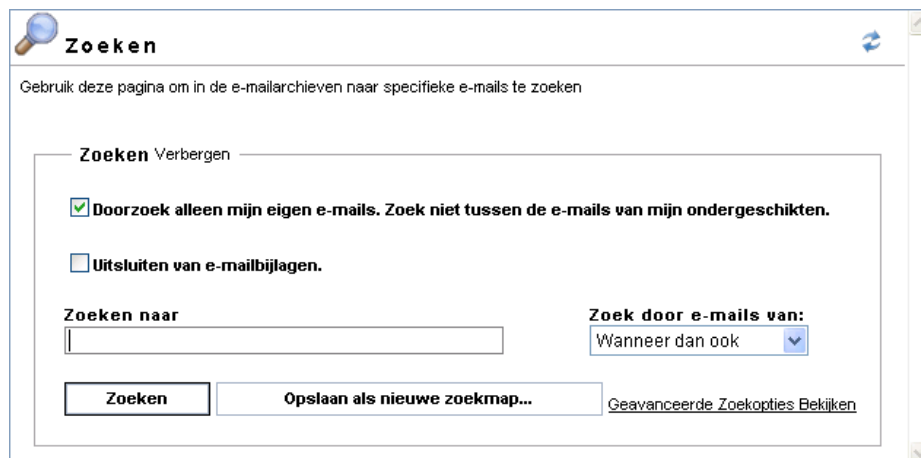 Zoeken
Gebruik deze pagina om in de e-mailarchieven naar specifieke e-mails te zoeken
Zoeken Verbergen
Doorzoek alleen mijn eigen e-mails. Zoek niet tussen de e-mails van mijn ondergeschikten.
Uitsluiten van e-mailbijlagen.
Zoeken naar
Zoek door e-mails van:
Wanneer dan ook
Zoeken
Opslaan als nieuwe zoekmap...
Geavanceerde Zoekopties Bekijken